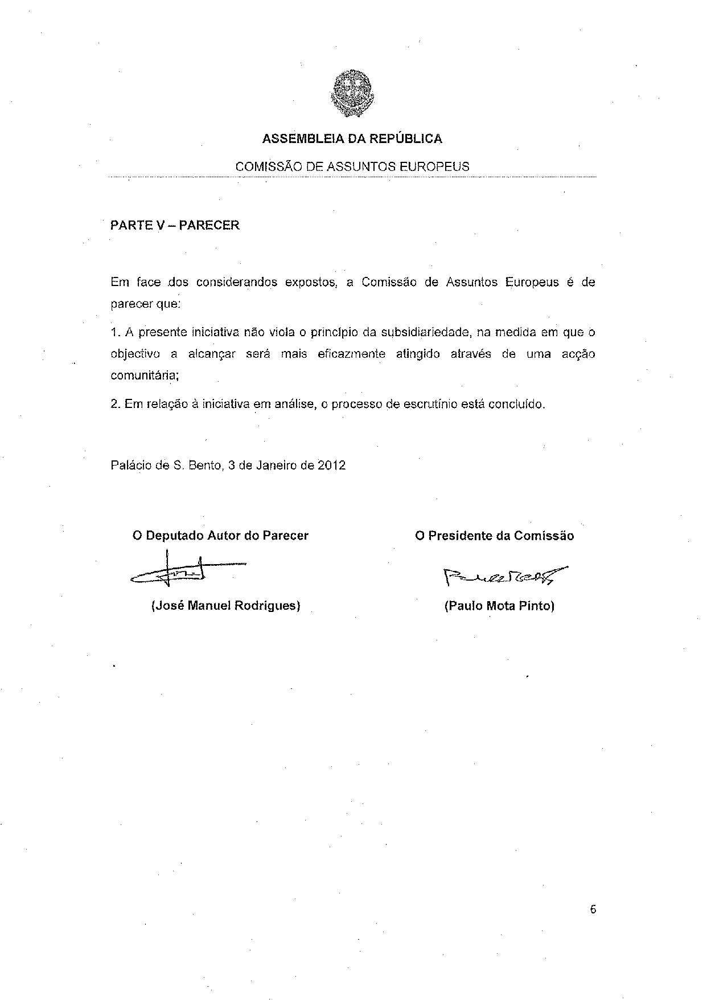 ASSEMBLEIA DA REPÚBLICA
COMISSÃO DE ASSUNTOS EUROPEUS
PARTE V – PARECER
Em face dos considerandos expostos, a Comissão de Assuntos Europeus é de
parecer que:
1. A presente iniciativa não viola o princípio da subsidiariedade, na medida em que o
objectivo a alcançar será mais eficazmente atingido através de uma acção
comunitária;
2. Em relação à iniciativa em análise, o processo de escrutínio está concluído.
Palácio de S. Bento, 3 de Janeiro de 2012
O Deputado Autor do Parecer
O Presidente da Comissão
(José Manuel Rodrigues)
(Paulo Mota Pinto)
6